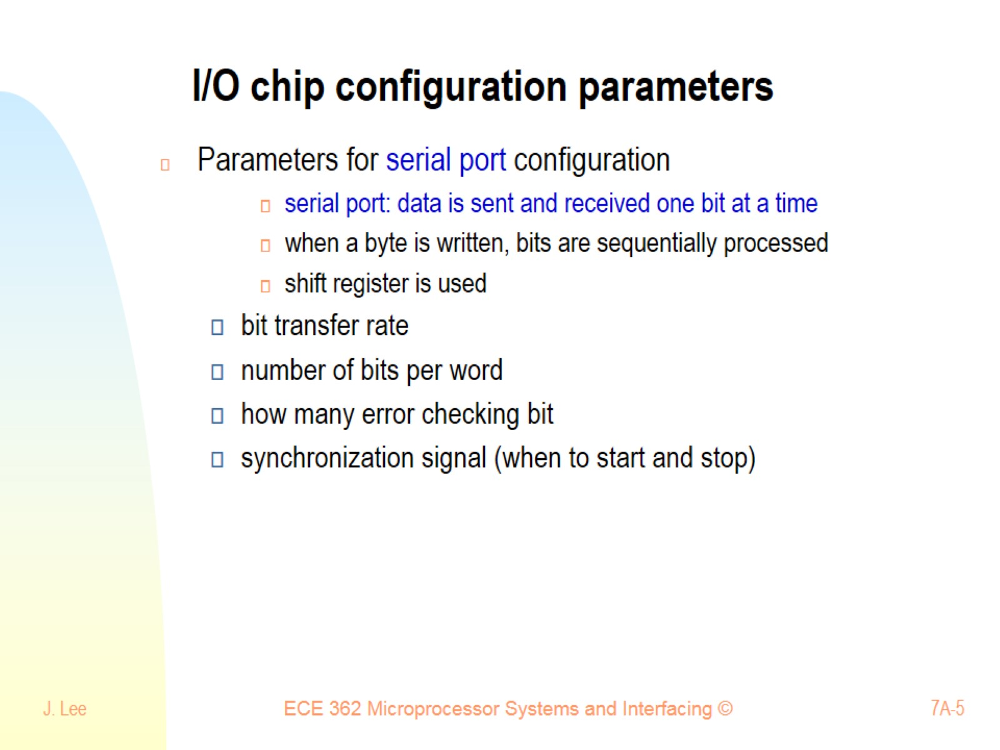 I/O chip configuration parameters
Parameters for serial port configuration
serial port: data is sent and received one bit at a time
when a byte is written, bits are sequentially processed
shift register is used
bit transfer rate
number of bits per word
how many error checking bit
synchronization signal (when to start and stop)
J. Lee
ECE 362 Microprocessor Systems and Interfacing ©
7A-5